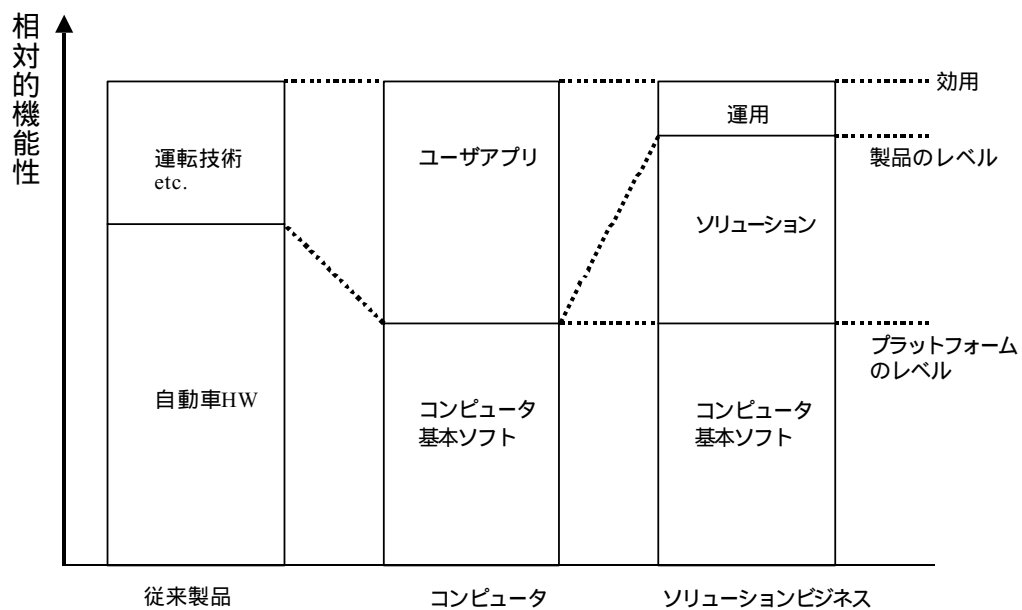 相対的機能性
効用
運用
製品のレベル
運転技術
etc.
ユーザアプリ
ソリューション
プラットフォーム
のレベル
自動車HW
コンピュータ
基本ソフト
コンピュータ
基本ソフト
従来製品
コンピュータ
ソリューションビジネス